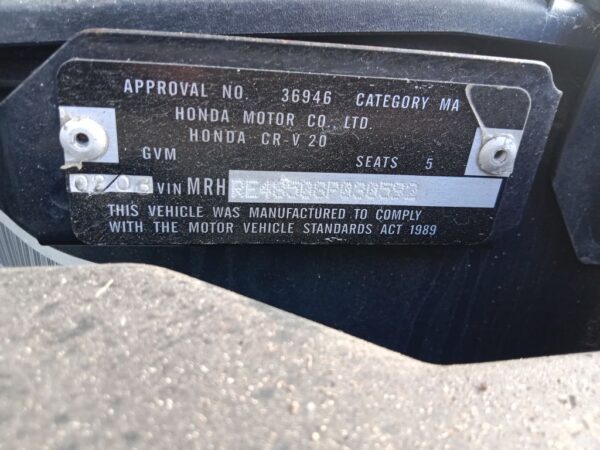 APPROVAL NO. 36946 CATEGORY MA
HONDA MOTOR CO., LTD.
HONDA CR-V 20
GVM SEATS 5
VIN MRH
THIS VEHICLE WAS MANUFACTURED TO COMPLY
WITH THE MOTOR VEHICLE STANDARDS ACT 1989